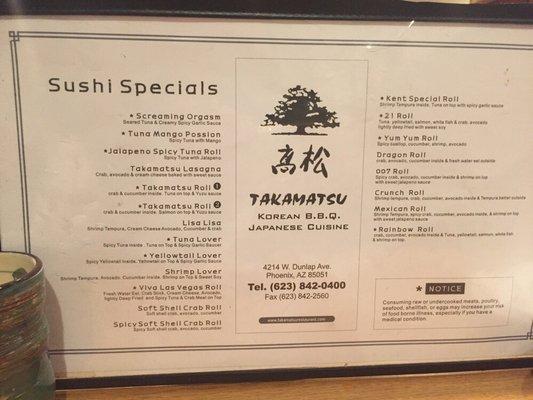 Sushi Specials
* Screaming Orgasm
Seared Tuna & Creamy Spicy Garlic Sauce
* Tuna Mango Possion
Spicy Tuna with Mango
*Jalapeno Spicy Tuna Roll
Spicy Tuna with Jalapeno
Takamatsu Lasagna
Crab, avocado & cream cheese baked with sweet sauce
* Takamatsu Roll 1
crab & cucumber inside. Tuna on top & Yuzu sauce
*Takamatsu Roll 2
crab & cucumber inside. Salmon on top & Yuzu sauce
Lisa Lisa
Shrimp Tempura, Cream Cheese Avocado, Cucumber & crab
* Tuna Lover
Spicy Tuna inside . Tuna on top & Spicy Garlic Saucer
* Yellowtail Lover
Spicy Yellowtail inside. Yellowtail on Top & Spicy Garlic Saucer
Shrimp Lover
Shrimp Tempura, Avocado. Cucumber inside. Shrimp on Top & Sweet Soy
* Viva Las Vegas Roll
Fresh Water Eel, Crab Stick, Cream Cheese, Avocado,
lightly Deep Fried and Spicy Tuna & Crab Meat on Top
Soft Shell Crab Roll
Soft shell crab, avocado, cucumber
Spicy Soft Shell Crab Roll
Spicy Soft shell crab, avocado, cucumber
高松
TAKAMATSU
KOREAN B.B.Q.
JAPANESE CUISINE
4214 W. Dunlap Ave.
Phoenix, AZ 85051
Tel. (623) 842-0400
Fax (623) 842-2560
www.takamatsurestaurant.com
* Kent Special Roll
Shrimp Tempura inside. Tuna on top with spicy garlic sauce
* 21 Roll
Tuna, yellowtail, salmon, white fish & crab, avocado
lightly deep fried with sweet soy
* Yum Yum Roll
Spicy scallop, cucumber, shrimp, avocado
Dragon Roll
crab, avocado, cucumber inside & fresh water eel outside
007 Roll
Spicy crab, avocado, cucumber inside & shrimp on top
with sweet jalapeno sauce
Crunch Roll
Shrimp tempura, crab, cucumber, avocado inside & Tempura batter outside
Mexican Roll
Shrimp tempura, spicy crab, cucumber, avocado inside, & shrimp on top
with sweet jalapeno sauce
* Rainbow Roll
crab, cucumber, avocado inside & Tuna, yellowtail, salmon, white fish
& shrimp on top.
* NOTICE
Consuming raw or undercooked meats, poultry,
seafood, shellfish, or eggs may increase your risk
of food borne illness, especially if you have a
medical condition.